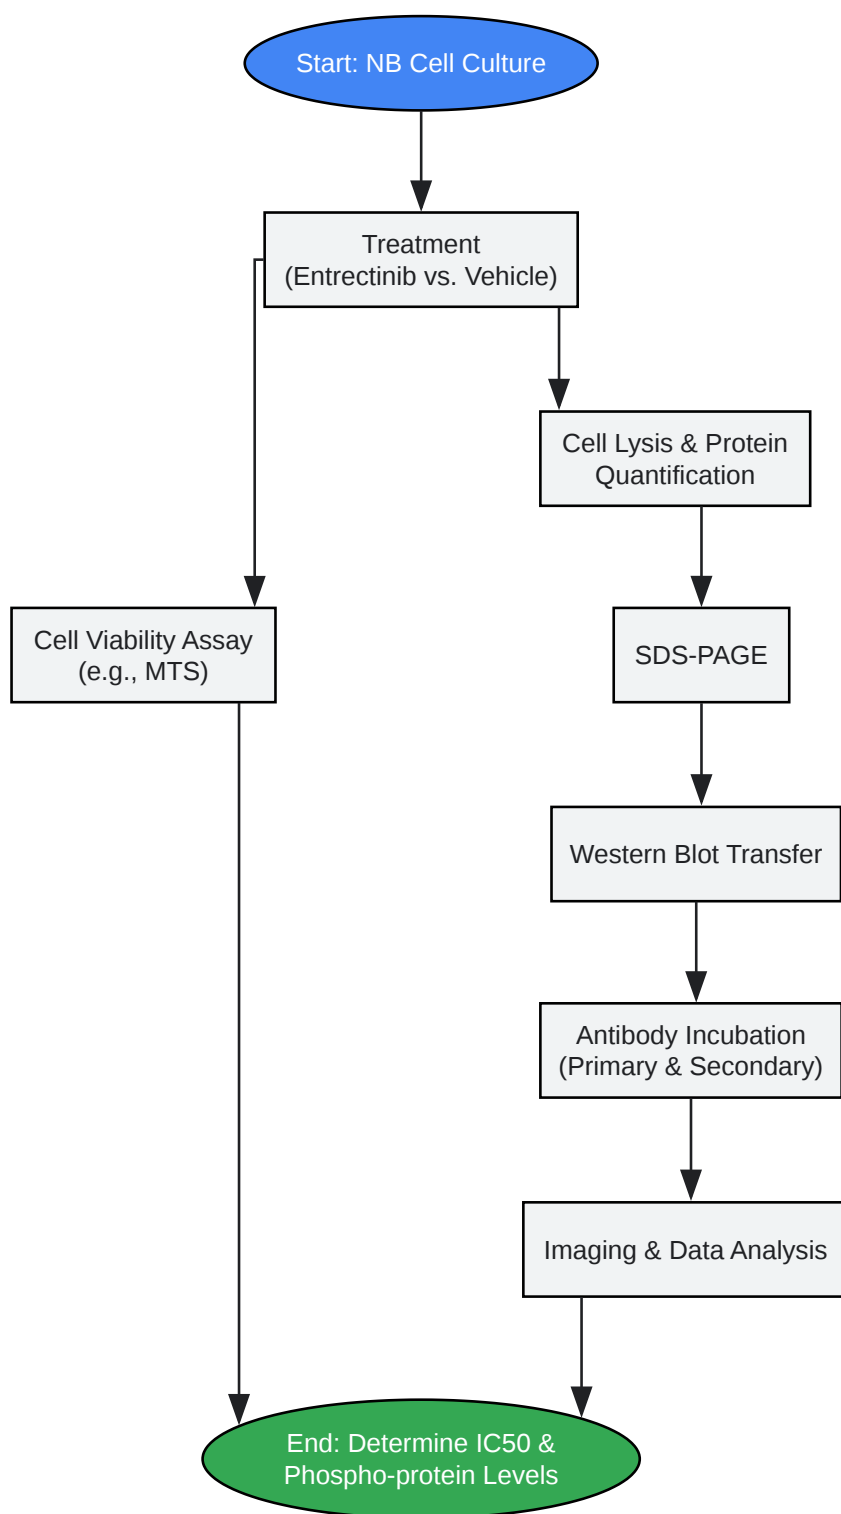 Start: NB Cell Culture
Treatment
(Entrectinib vs. Vehicle)
Cell Lysis & Protein
Quantification
Cell Viability Assay
(e.g., MTS)
SDS-PAGE
Western Blot Transfer
Antibody Incubation
(Primary & Secondary)
Imaging & Data Analysis
End: Determine IC50 &
Phospho-protein Levels